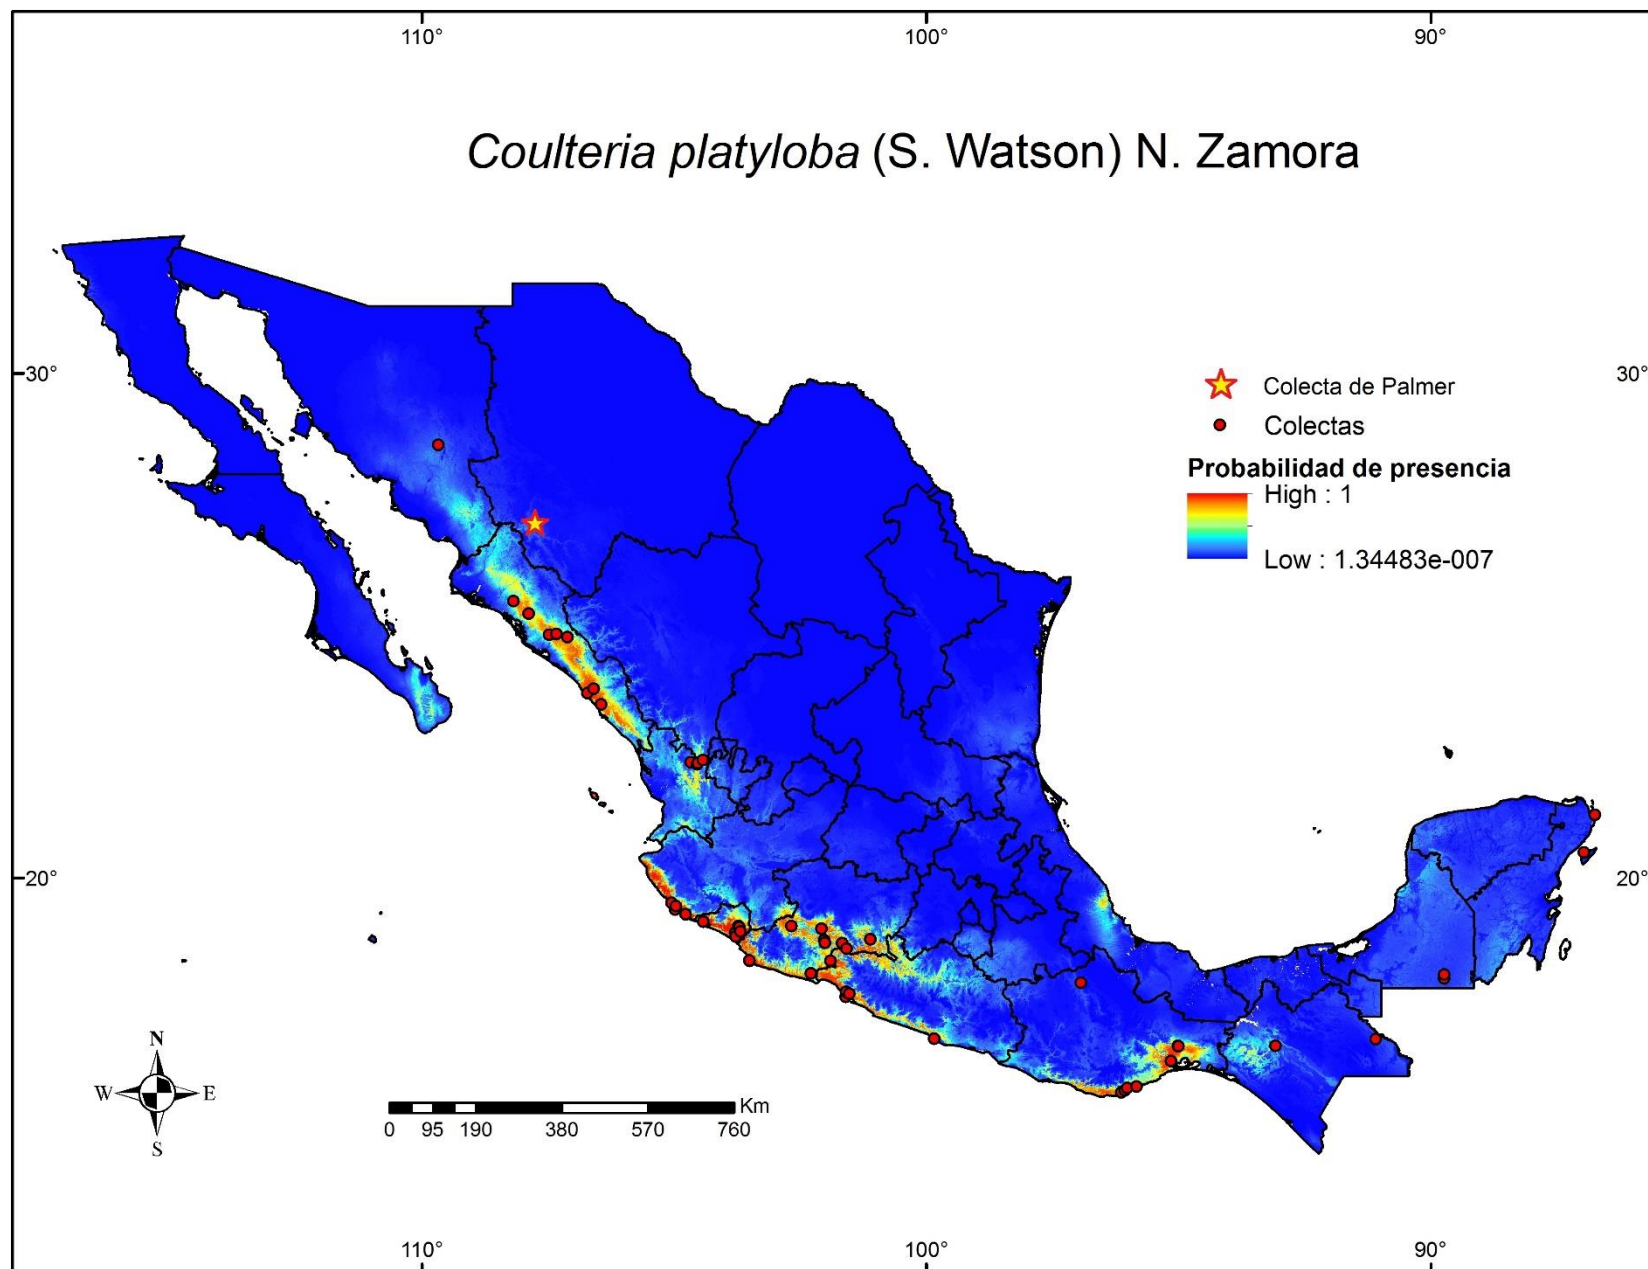 110°
100°
90°
Coulteria platyloba (S. Watson) N. Zamora
30°
30°
Colecta de Palmer
Colectas
Probabilidad de presencia
High : 1
Low : 1.34483e-007
20°
20°
N
W
E
S
Km
0 95 190 380 570 760
110°
100°
90°